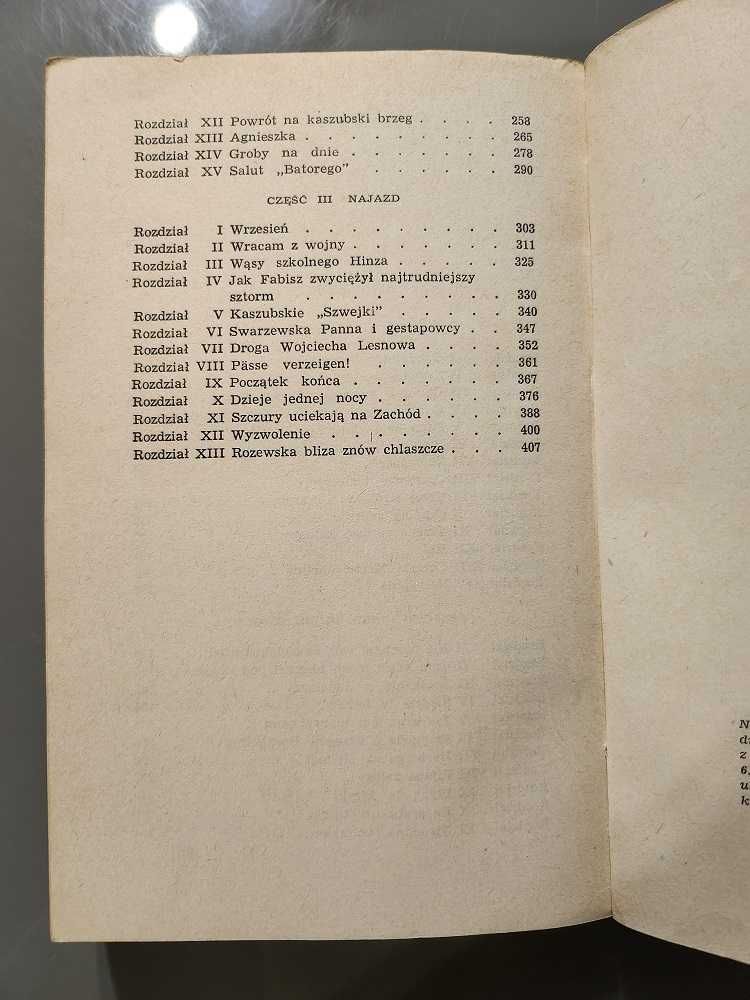 Rozdział XII Powrót na kaszubski brzeg . . . . 258
Rozdział XIII Agnieszka . . . . . . . . . 265
Rozdział XIV Groby na dnie . . . . . . . 278
Rozdział XV Salut „Batorego” . . . . . . 290
CZĘŚĆ III NAJAZD
Rozdział I Wrzesień . . . . . . . . . 303
Rozdział II Wracam z wojny . . . . . . . 311
Rozdział III Wąsy szkolnego Hinza . . . . . 325
Rozdział IV Jak Fabisz zwyciężył najtrudniejszy
sztorm . . . . . . . . . 330
Rozdział V Kaszubskie „Szwejki” . . . . . 340
Rozdział VI Swarzewska Panna i gestapowcy . . 347
Rozdział VII Droga Wojciecha Lesnowa . . . . 352
Rozdział VIII Pässe verzeigen! . . . . . . 361
Rozdział IX Początek końca . . . . . . . 367
Rozdział X Dzieje jednej nocy . . . . . . 376
Rozdział XI Szczury uciekają na Zachód . . . . 388
Rozdział XII Wyzwolenie . . . . . . . . 400
Rozdział XIII Rozewska bliza znów chlaszcze . . . 407
z
6,